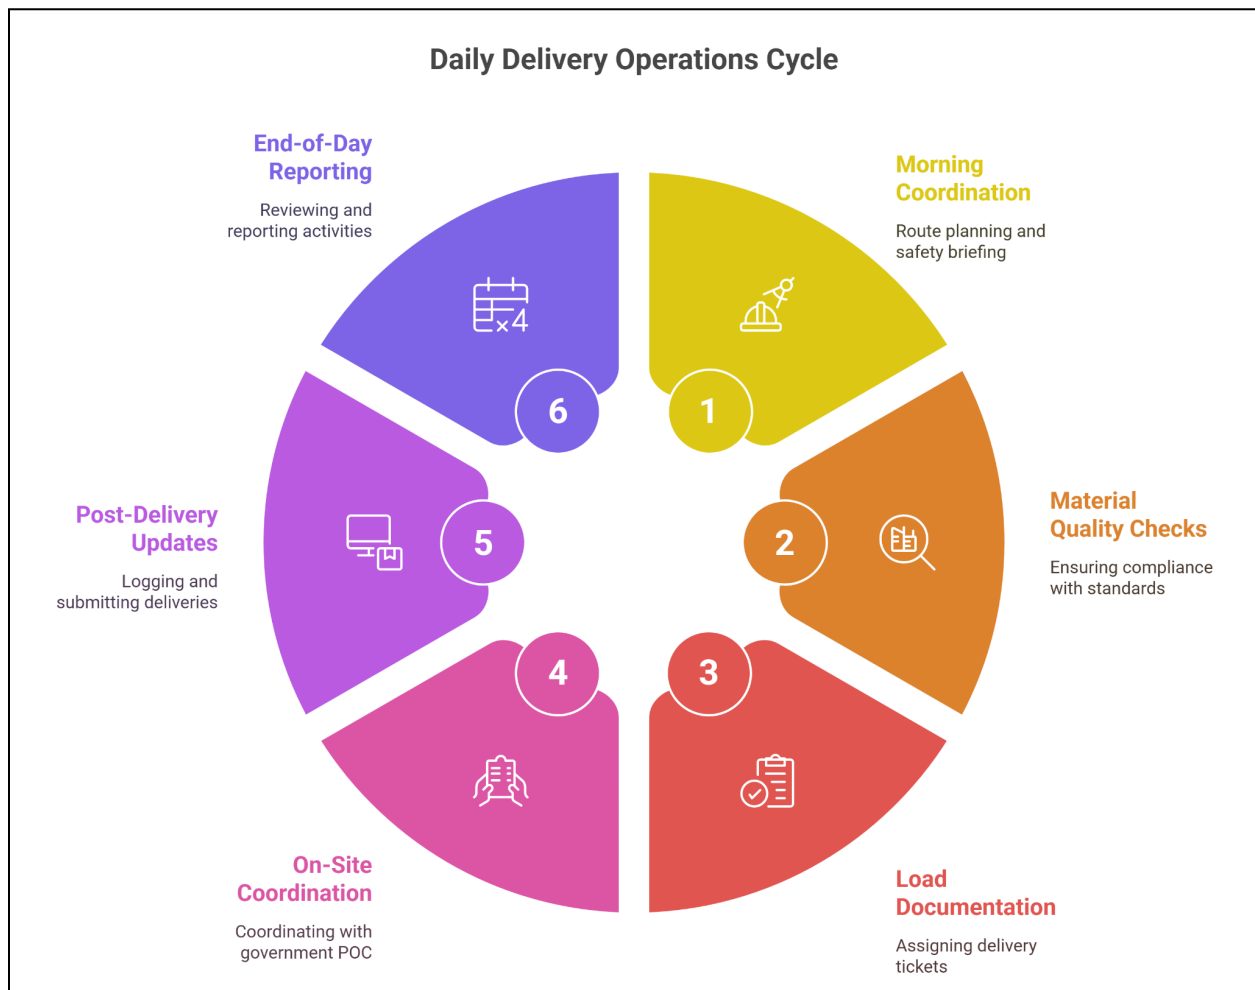 Daily Delivery Operations Cycle
Morning
Coordination
Route planning and
safety briefing
1
Material
Quality Checks
Ensuring compliance
with standards
2
Load
Documentation
Assigning delivery
tickets
3
On-Site
Coordination
Coordinating with
government POC
4
Post-Delivery
Updates
Logging and
submitting deliveries
5
End-of-Day
Reporting
Reviewing and
reporting activities
6
×4